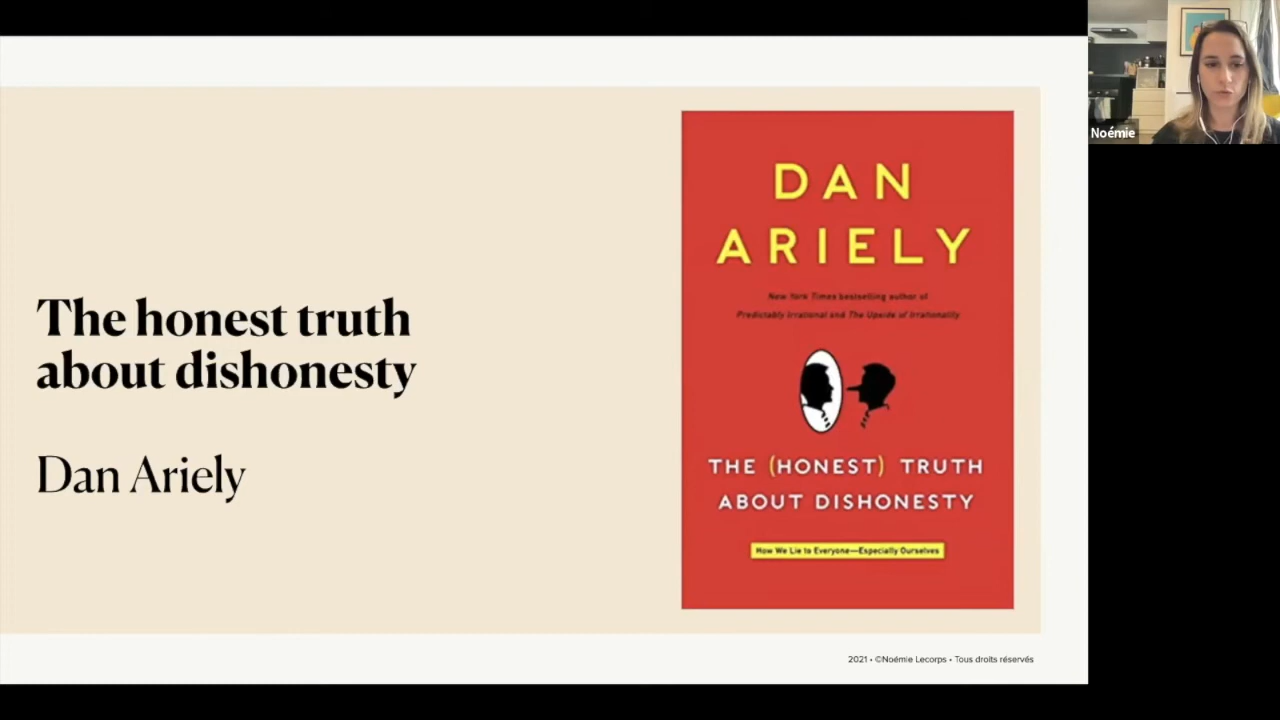 The honest truth
about dishonesty
Dan Ariely
DAN
ARIELY
New York Times bestselling author of
Predictably Irrational and The Upside of Irrationality
THE (HONEST) TRUTH
ABOUT DISHONESTY
How We Lie to Everyone—Especially Ourselves
2021 • ©Noémie Lecorps • Tous droits réservés
Noémie